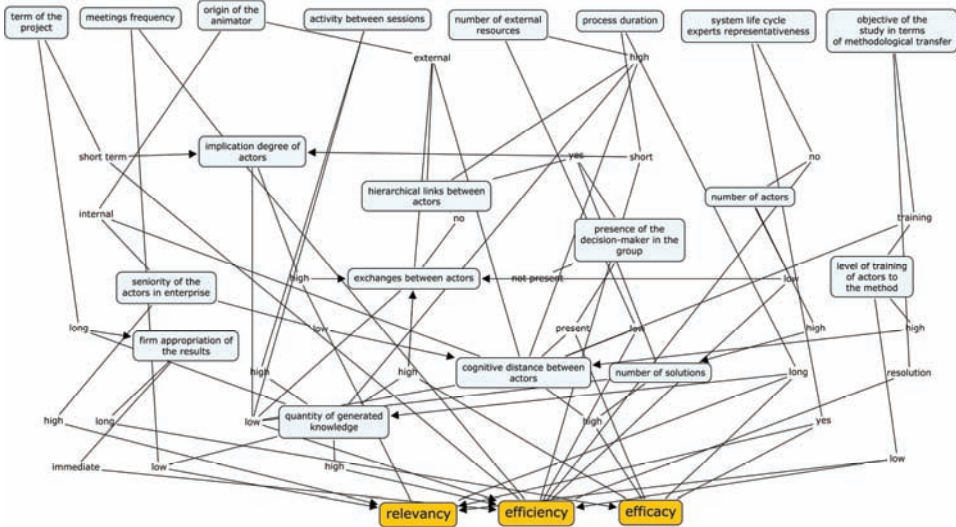 term of the
project
meetings frequency
origin of the
animator
activity between sessions
number of external
resources
process duration
system life cycle
experts representativeness
objective of the
study in terms
of methodological transfer
external
high
short term
implication degree of
actors
yes
short
no
hierarchical links between
actors
number of actors
internal
no
presence of the
decision-maker in the
group
training
seniority of the
actors in enterprise
high
exchanges between actors
not present
low
level of training
of actors to
the method
long
firm appropriation of
the results
low
present
low
high
high
high
high
cognitive distance between
actors
number of solutions
long
resolution
high
long
low
quantity of generated
knowledge
high
yes
immediate
low
high
low
relevancy
efficiency
efficacy